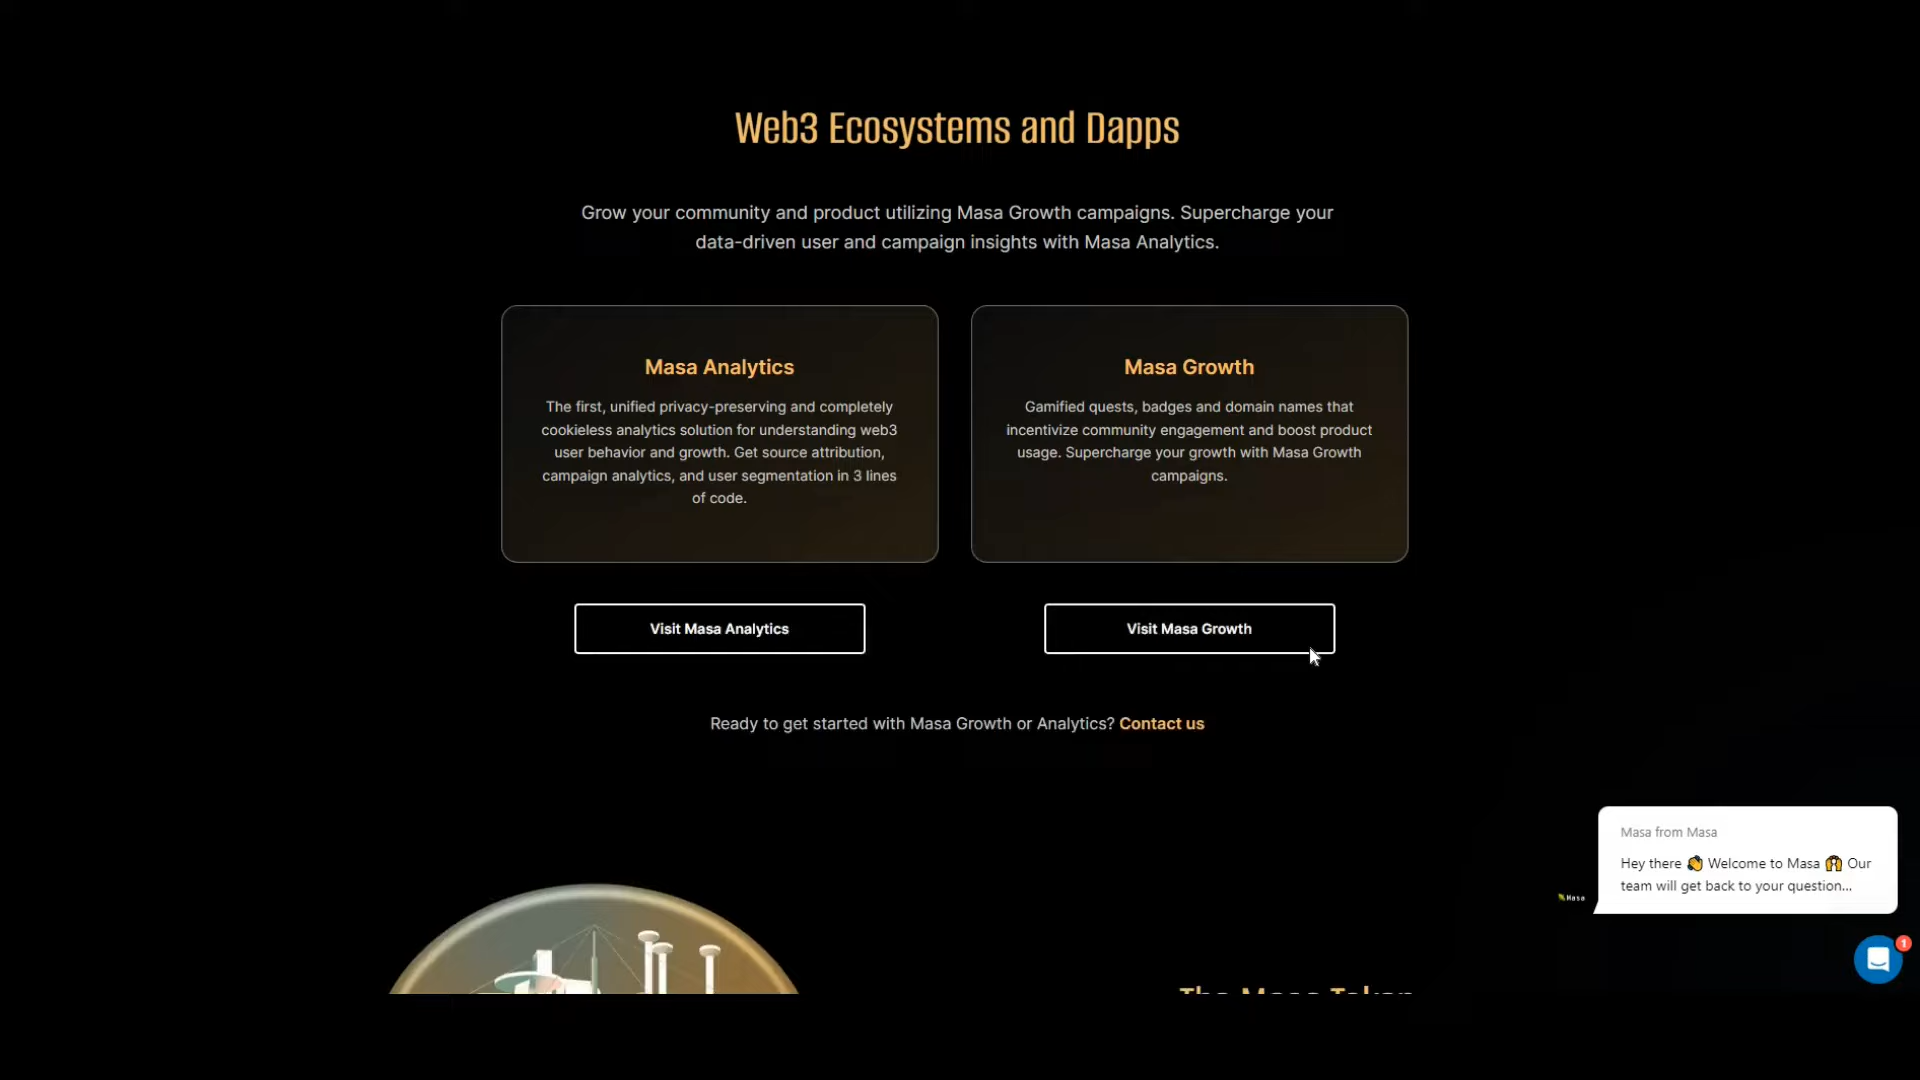 Web3 Ecosystems and Dapps
Grow your community and product utilizing Masa Growth campaigns. Supercharge your
data-driven user and campaign insights with Masa Analytics.
Masa Analytics
The first, unified privacy-preserving and completely
cookieless analytics solution for understanding web3
user behavior and growth. Get source attribution,
campaign analytics, and user segmentation in 3 lines
of code.
Masa Growth
Gamified quests, badges and domain names that
incentivize community engagement and boost product
usage. Supercharge your growth with Masa Growth
campaigns.
Visit Masa Analytics
Visit Masa Growth
Ready to get started with Masa Growth or Analytics? Contact us
Masa from Masa
Hey there 👋 Welcome to Masa 🙌 Our
team will get back to your question...
Masa
1
The Masa Token